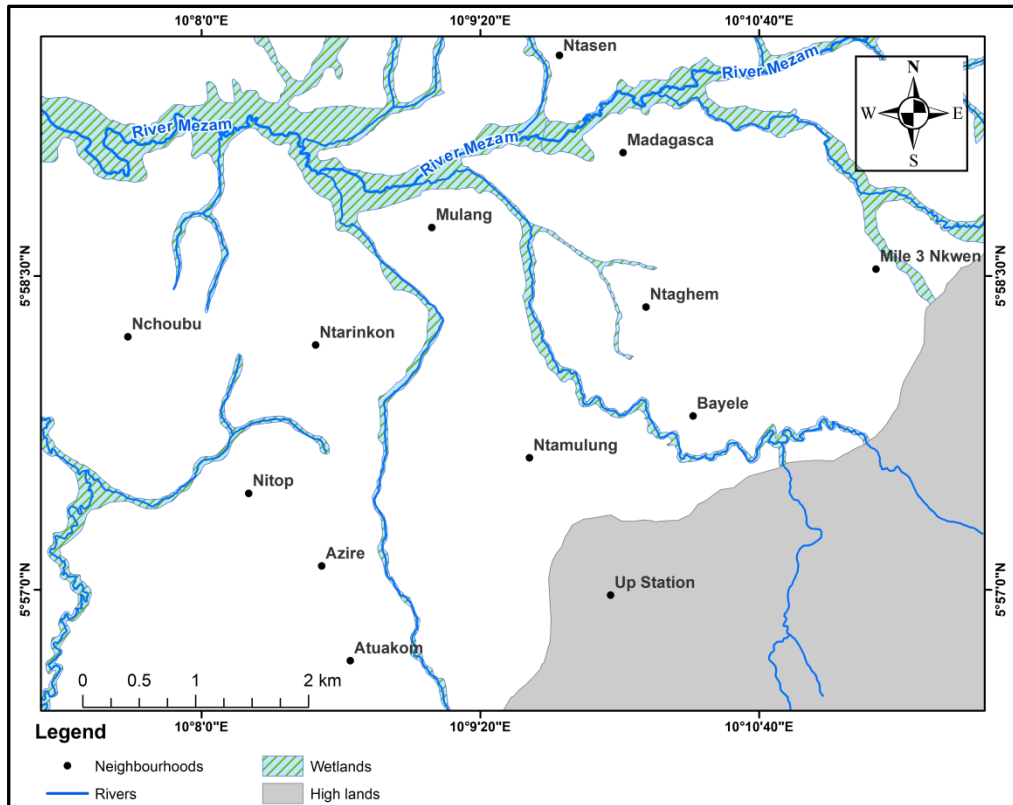 10°8'0"E 10°9'20"E 10°10'40"E
Ntasen
River Mezam
N
W E
S
River Mezam
River Mezam
Madagasca
Mulang
Mile 3 Nkwen
5°58'30"N 5°58'30"N
Ntaghem
Nchoubu
Ntarinkon
Bayele
Ntamulung
Nitop
Azire
Up Station
5°57'0"N 5°57'0"N
Atuakom
0 0.5 1 2 km
10°8'0"E 10°9'20"E 10°10'40"E
Legend
Neighbourhoods Wetlands
Rivers High lands